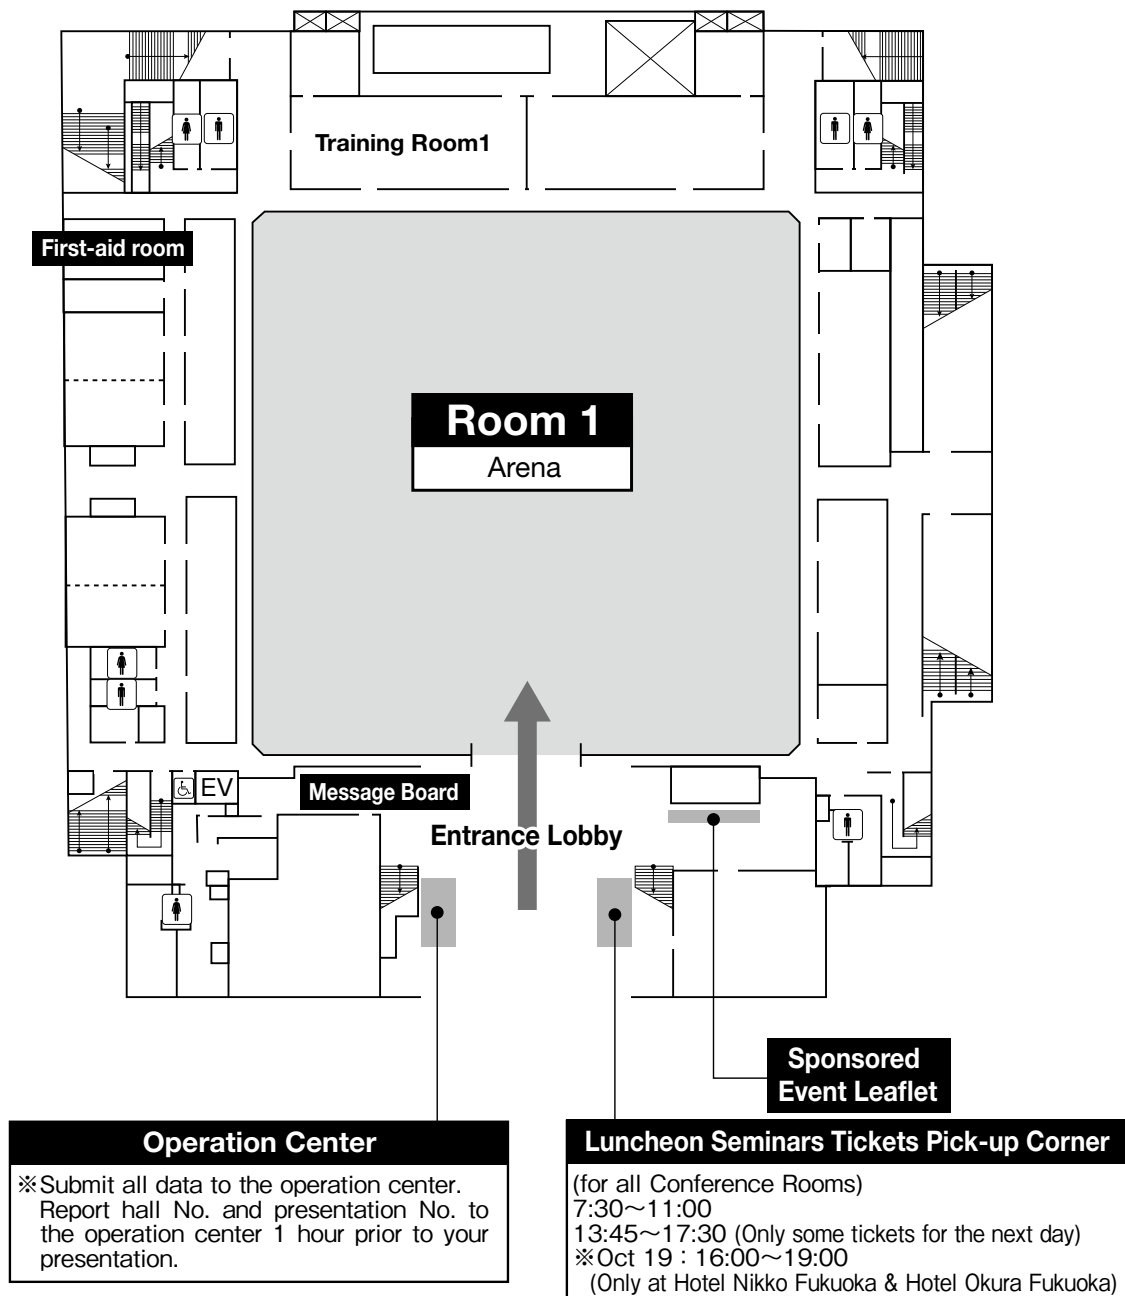 Training Room1
First-aid room
Room 1
Arena
EV
Message Board
Entrance Lobby
Sponsored
Event Leaflet
Operation Center
※Submit all data to the operation center.
Report hall No. and presentation No. to
the operation center 1 hour prior to your
presentation.
Luncheon Seminars Tickets Pick-up Corner
(for all Conference Rooms)
7:30～11:00
13:45～17:30 (Only some tickets for the next day)
※Oct 19：16:00～19:00
(Only at Hotel Nikko Fukuoka & Hotel Okura Fukuoka)